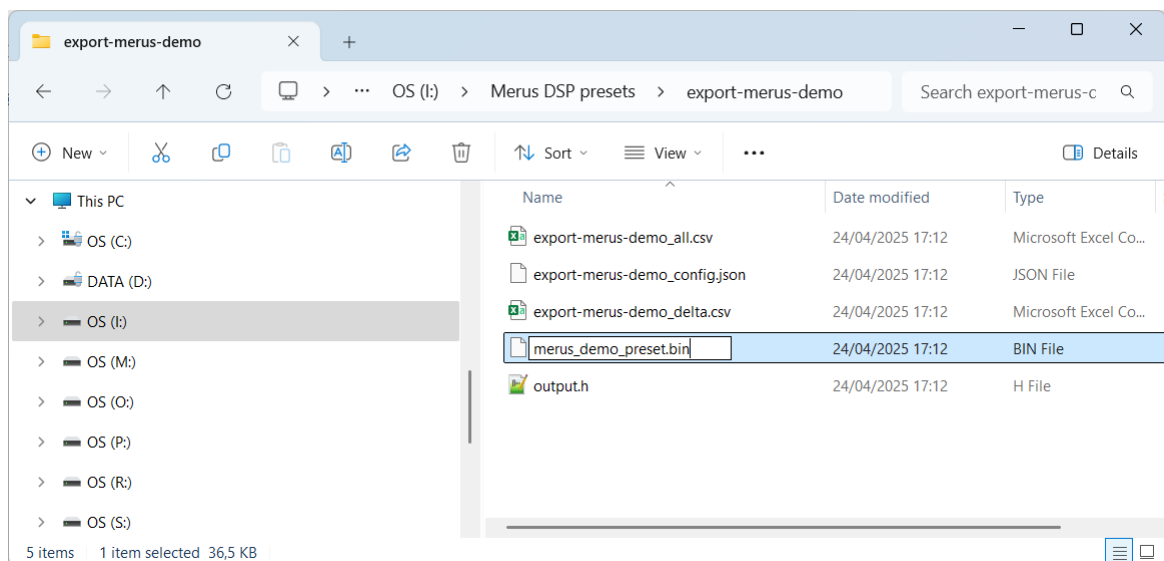 export-merus-demo
OS (I:) Merus DSP presets export-merus-demo Search export-merus-c
New Sort View Details
This PC
OS (C:)
DATA (D:)
OS (I:)
OS (M:)
OS (O:)
OS (P:)
OS (R:)
OS (S:)
Name Date modified Type
export-merus-demo_all.csv 24/04/2025 17:12 Microsoft Excel Co...
export-merus-demo_config.json 24/04/2025 17:12 JSON File
export-merus-demo_delta.csv 24/04/2025 17:12 Microsoft Excel Co...
merus_demo_preset.bin 24/04/2025 17:12 BIN File
output.h 24/04/2025 17:12 H File
5 items 1 item selected 36,5 KB